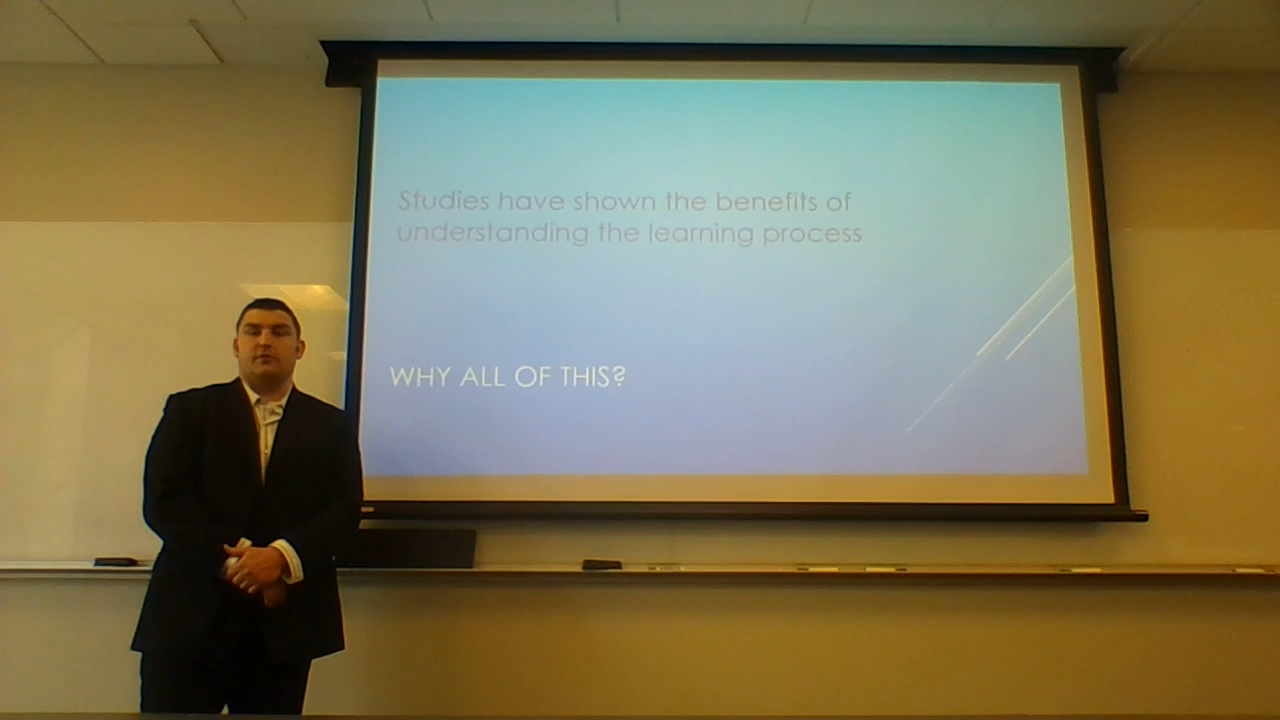 Studies have shown the benefits of
understanding the learning process
WHY ALL OF THIS?